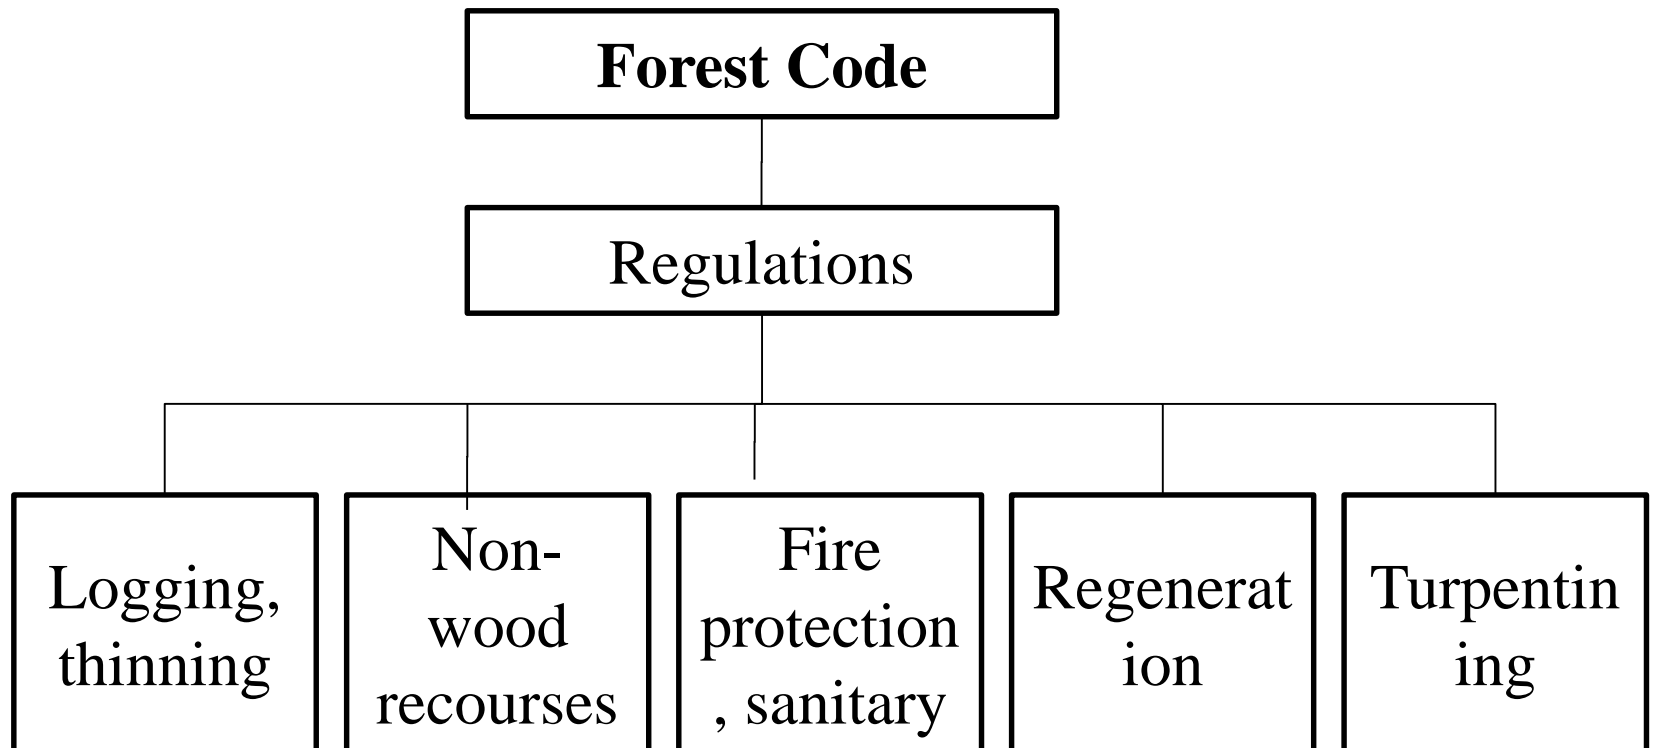 Forest Code
Regulations
Logging,
thinning
Non-
wood
recourses
Fire
protection
, sanitary
Regenerat
ion
Turpentin
ing